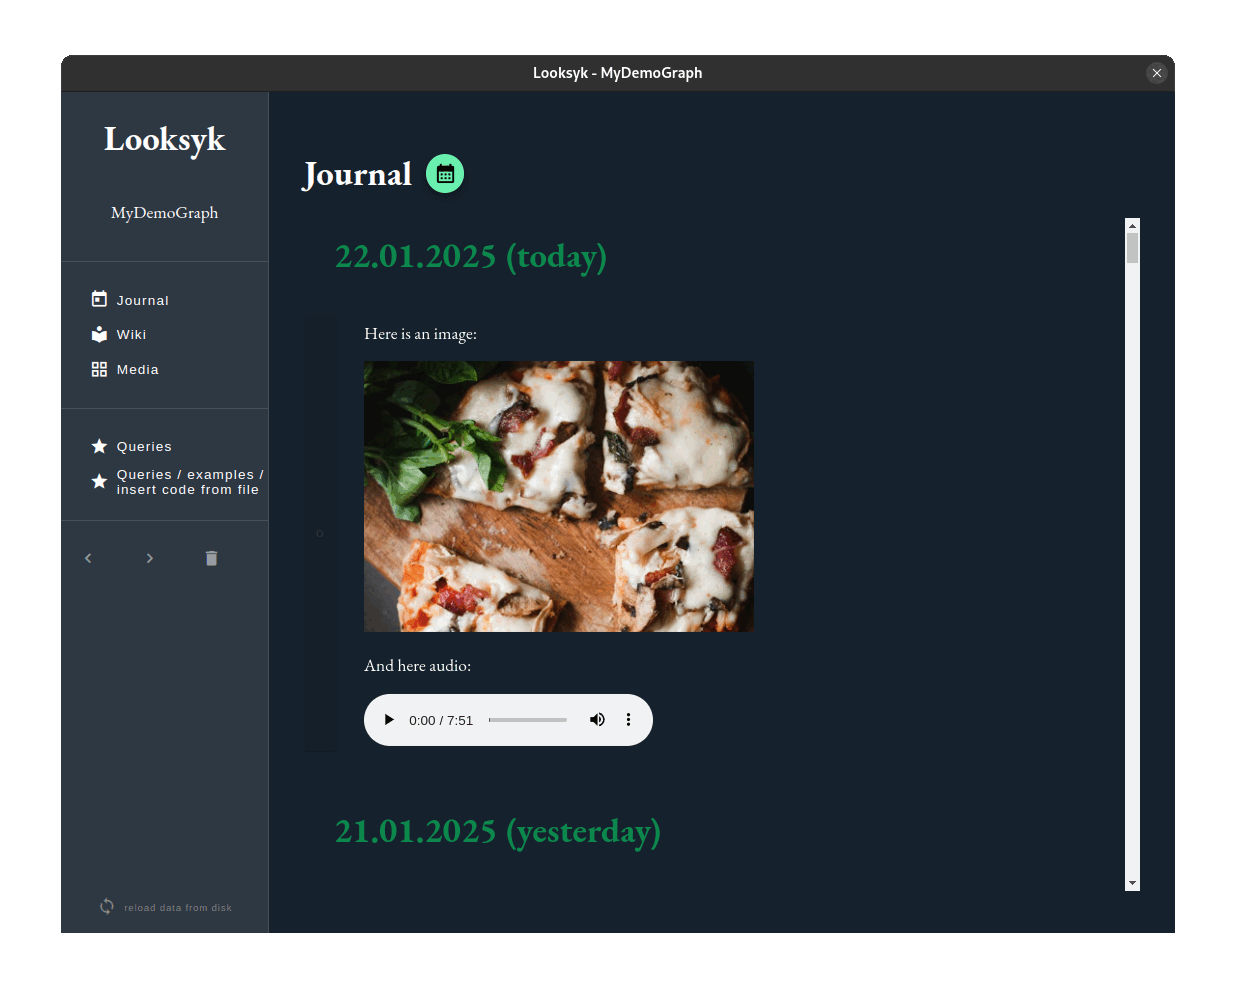 Looksyk - MyDemoGraph
Looksyk
MyDemoGraph
Journal
Wiki
Media
Queries
Queries / examples /
insert code from file
reload data from disk
Journal
22.01.2025 (today)
Here is an image:
And here audio:
0:00 / 7:51
21.01.2025 (yesterday)